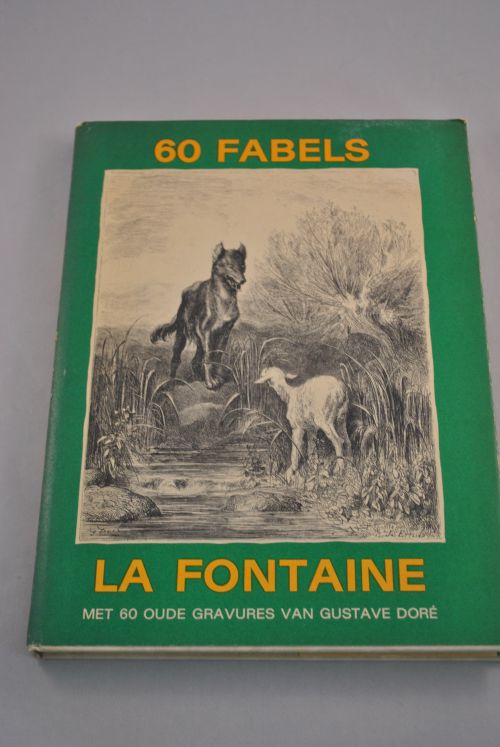 60 FABELS
LA FONTAINE
MET 60 OUDE GRAVURES VAN GUSTAVE DORÉ